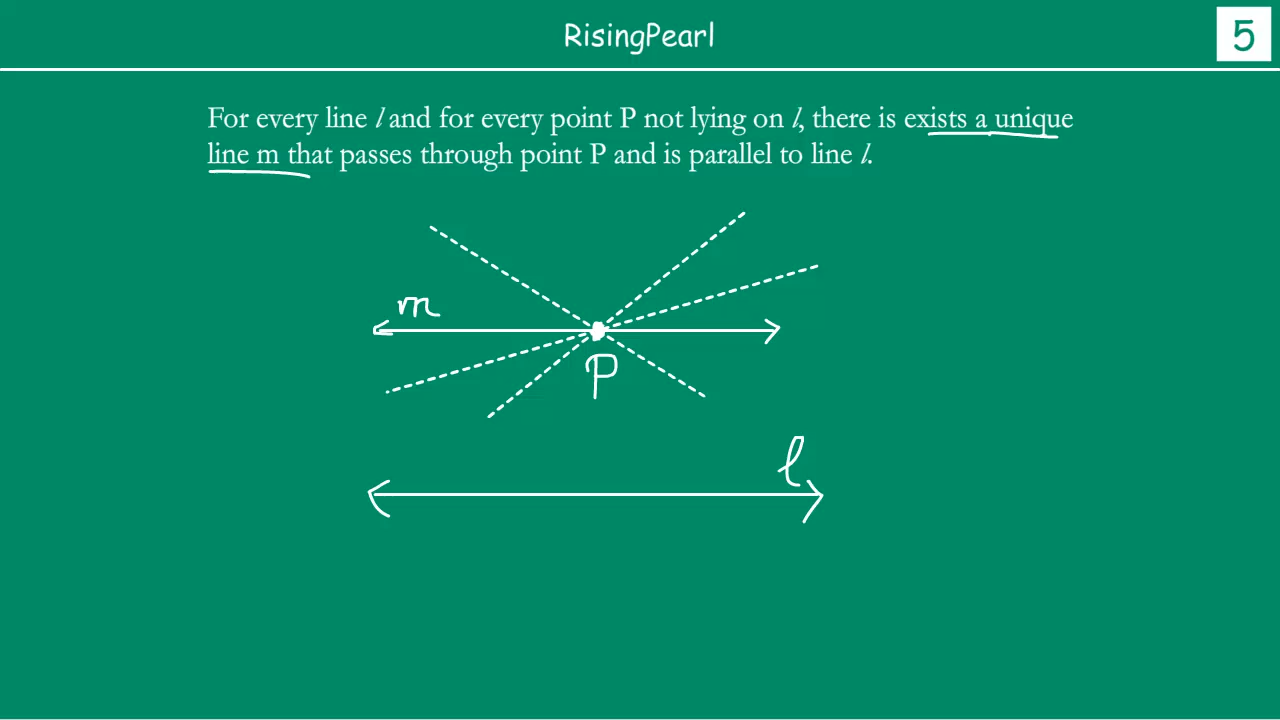 RisingPearl
5
For every line l and for every point P not lying on l, there is exists a unique
line m that passes through point P and is parallel to line l.
m
P
l